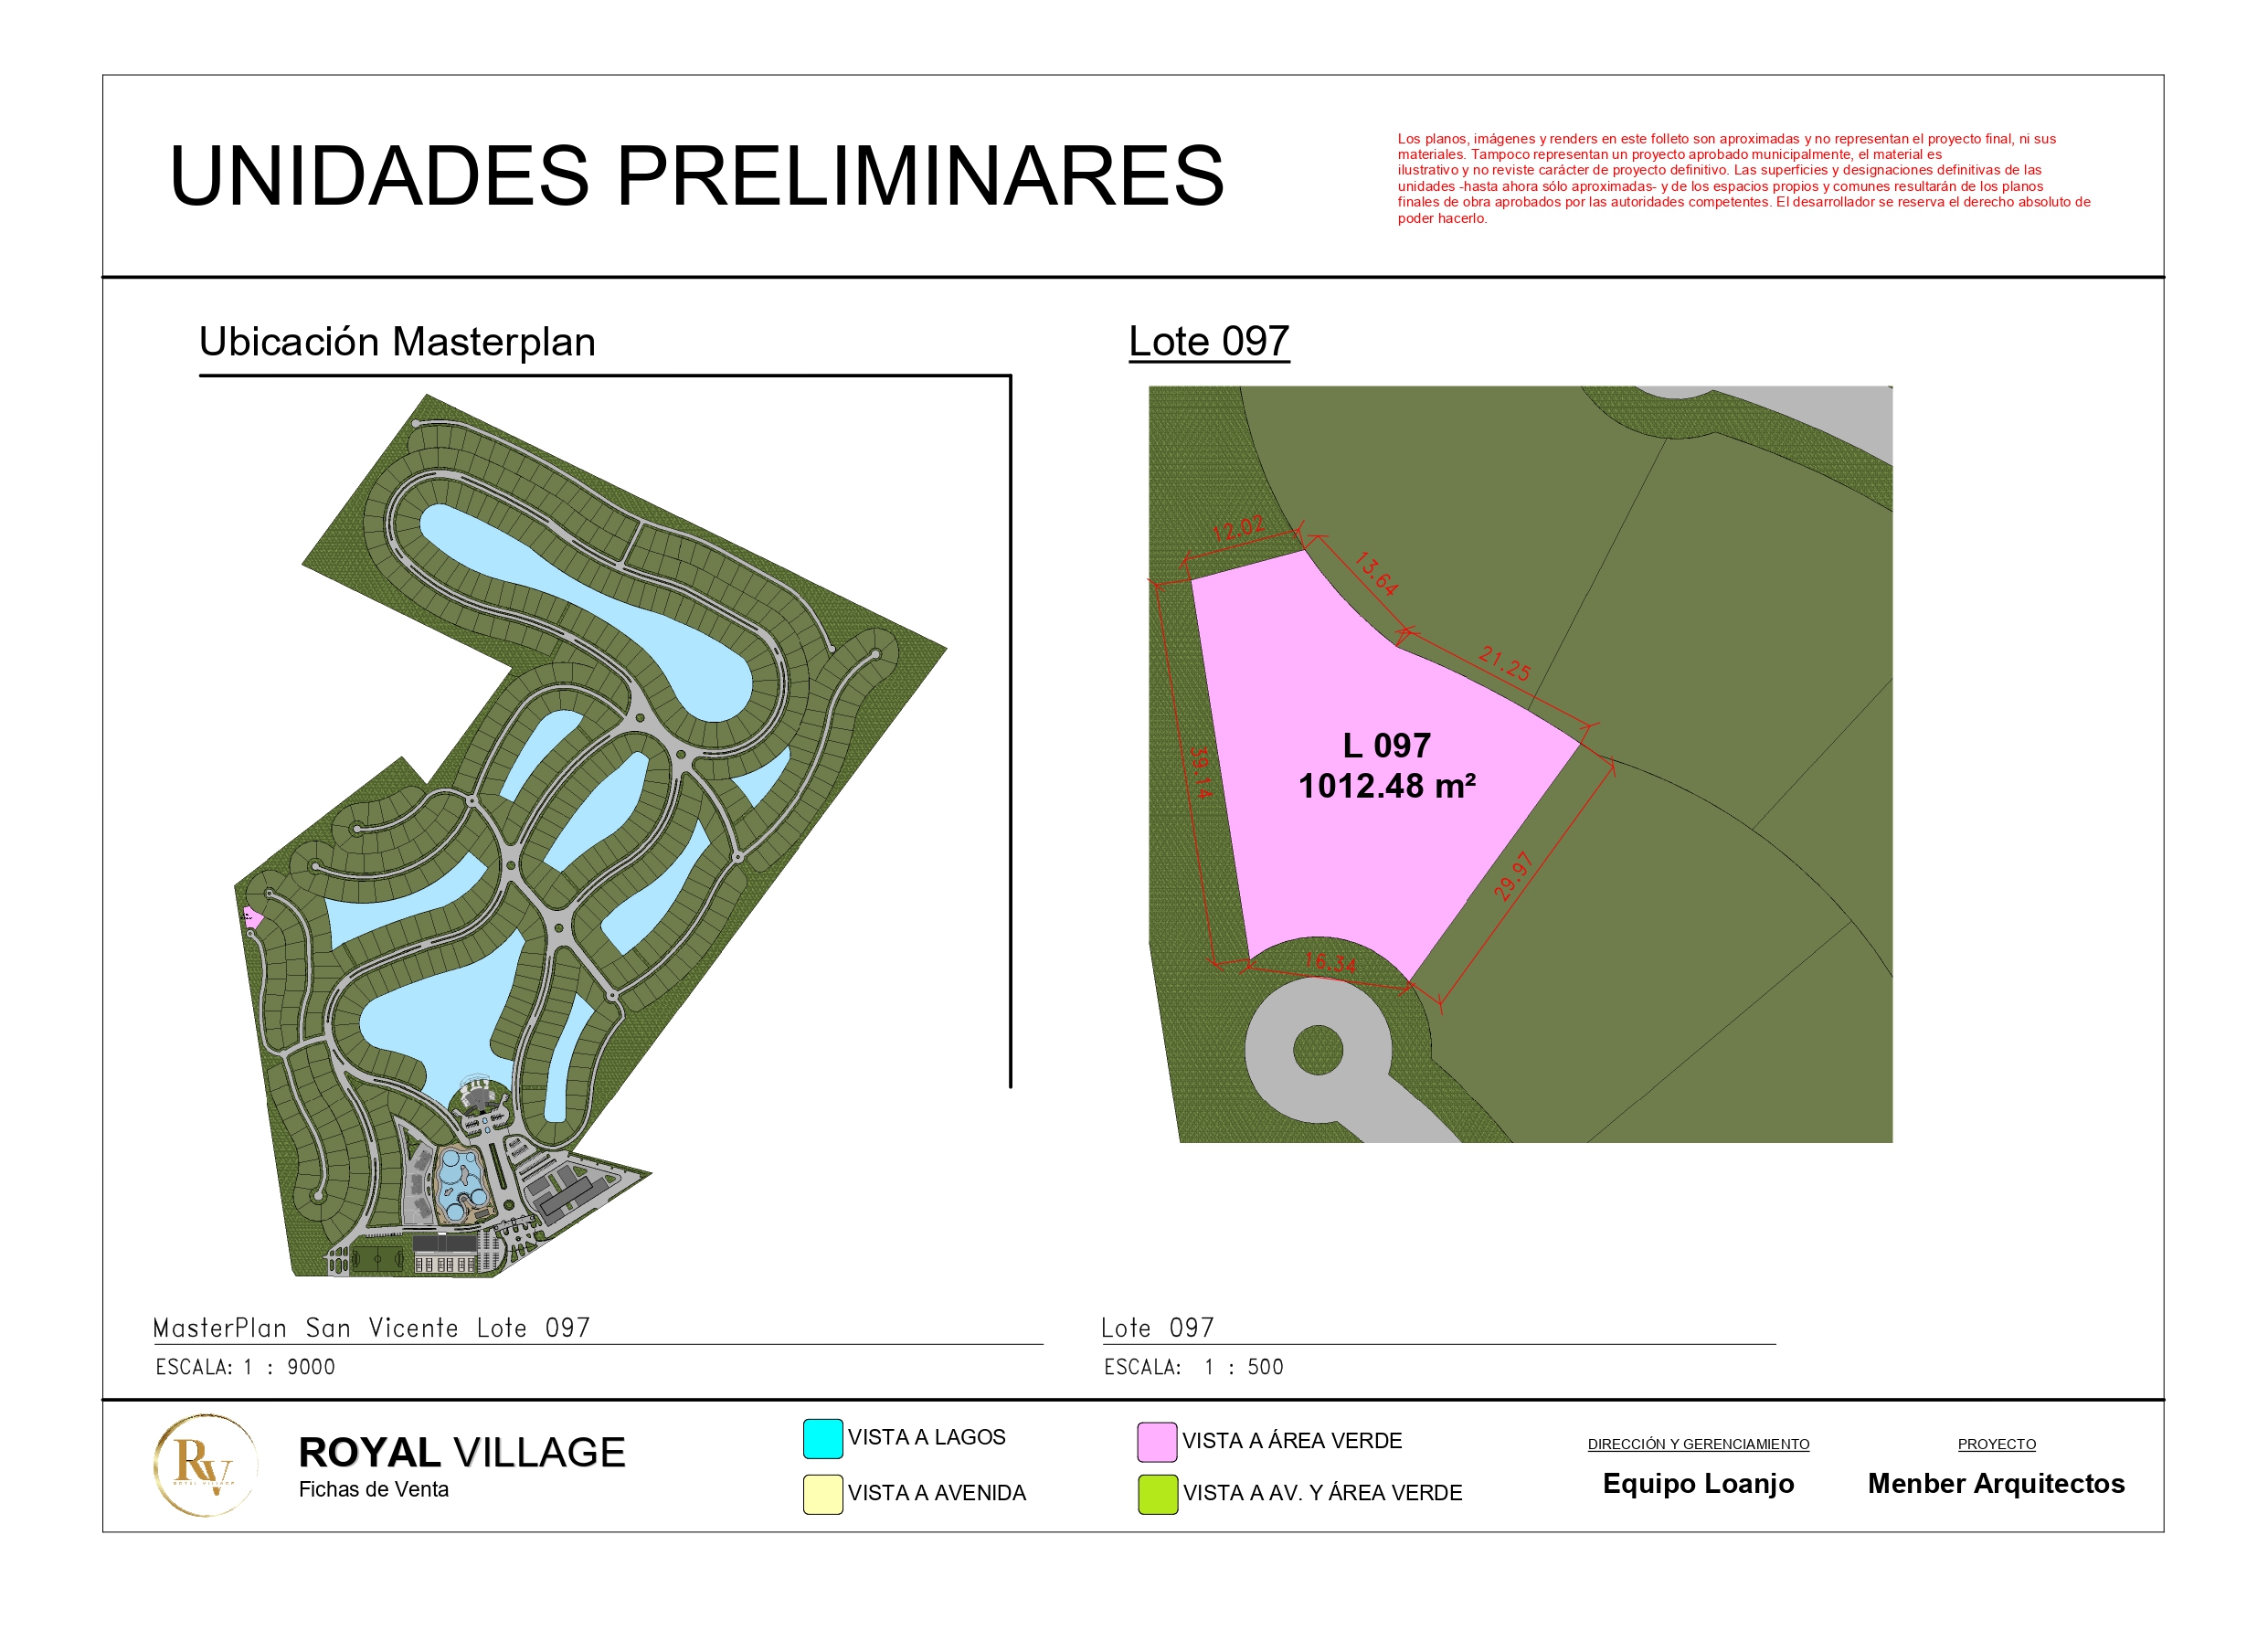 UNIDADES PRELIMINARES
Los planos, imágenes y renders en este folleto son aproximadas y no representan el proyecto final, ni sus
materiales. Tampoco representan un proyecto aprobado municipalmente, el material es
ilustrativo y no reviste carácter de proyecto definitivo. Las superficies y designaciones definitivas de las
unidades -hasta ahora sólo aproximadas- y de los espacios propios y comunes resultarán de los planos
finales de obra aprobados por las autoridades competentes. El desarrollador se reserva el derecho absoluto de
poder hacerlo.
Ubicación Masterplan
Lote 097
12.02
13.64
21.25
39.14
L 097
1012.48 m²
29.97
16.34
MasterPlan San Vicente Lote 097
ESCALA: 1 : 9000
Lote 097
ESCALA: 1 : 500
RV
ROYAL VILLAGE
ROYAL VILLAGE
Fichas de Venta
VISTA A LAGOS
VISTA A AVENIDA
VISTA A ÁREA VERDE
VISTA A AV. Y ÁREA VERDE
DIRECCIÓN Y GERENCIAMIENTO
Equipo Loanjo
PROYECTO
Menber Arquitectos